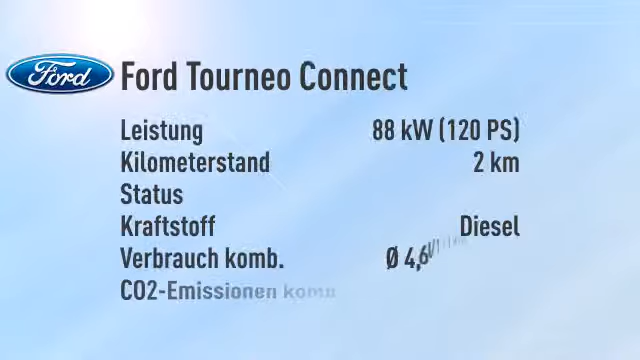 Ford Ford Tourneo Connect
Leistung 88 kW (120 PS)
Kilometerstand 2 km
Status
Kraftstoff Diesel
Verbrauch komb. Ø 4,6
CO2-Emissionen komb